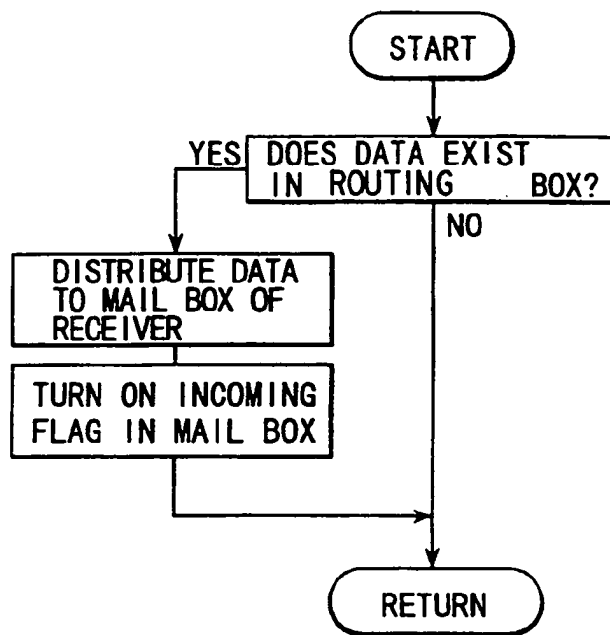 START
YES
DOES DATA EXIST
IN ROUTING BOX?
NO
DISTRIBUTE DATA
TO MAIL BOX OF
RECEIVER
TURN ON INCOMING
FLAG IN MAIL BOX
RETURN